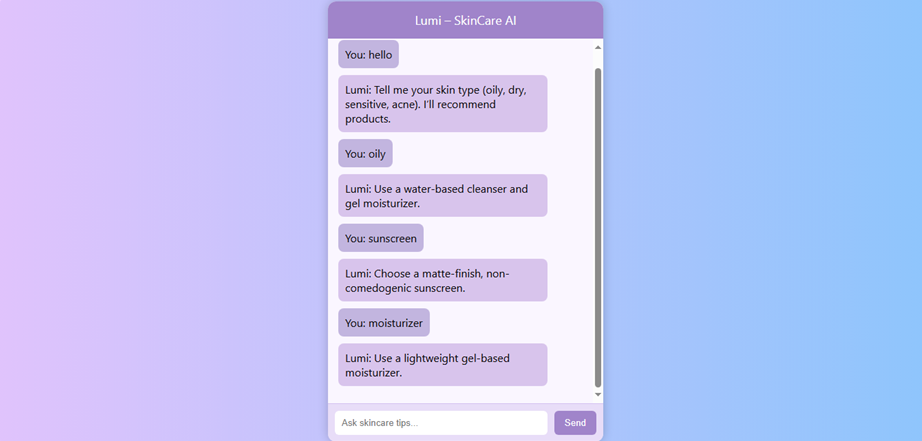 Lumi – SkinCare AI
You: hello
Lumi: Tell me your skin type (oily, dry,
sensitive, acne). I'll recommend
products.
You: oily
Lumi: Use a water-based cleanser and
gel moisturizer.
You: sunscreen
Lumi: Choose a matte-finish, non-
comedogenic sunscreen.
You: moisturizer
Lumi: Use a lightweight gel-based
moisturizer.
Ask skincare tips...
Send